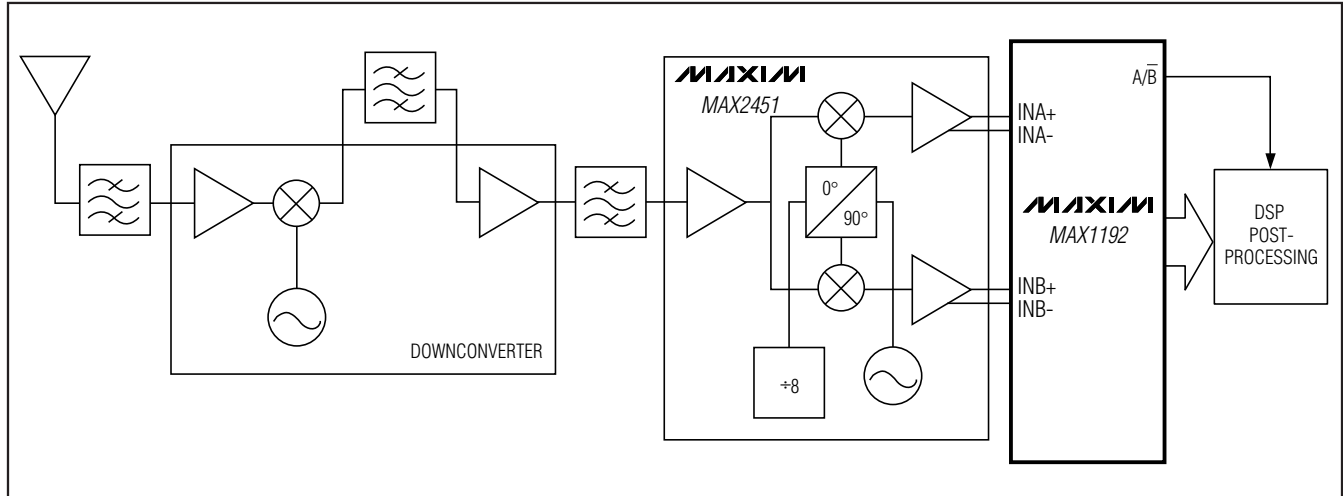 DOWNCONVERTER
MAXIM
MAX2451
0°
90°
÷8
INA+
INA-
INB+
INB-
A/B̅
MAXIM
MAX1192
DSP
POST-
PROCESSING